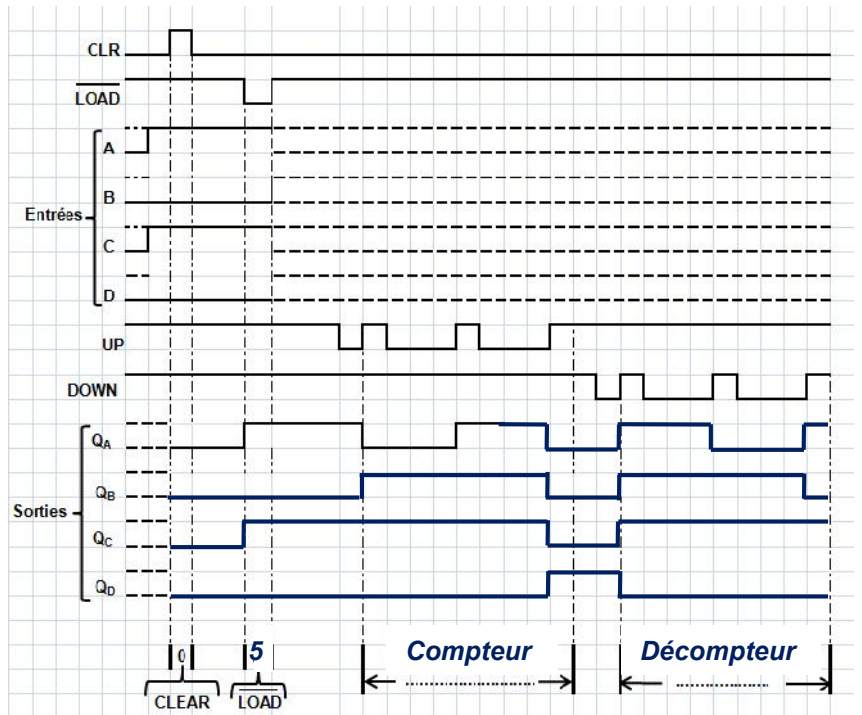 CLR
LOAD
A
B
Entrées
C
D
UP
DOWN
QA
QB
Sorties
QC
QD
0 5 Compteur Décompteur
CLEAR LOAD